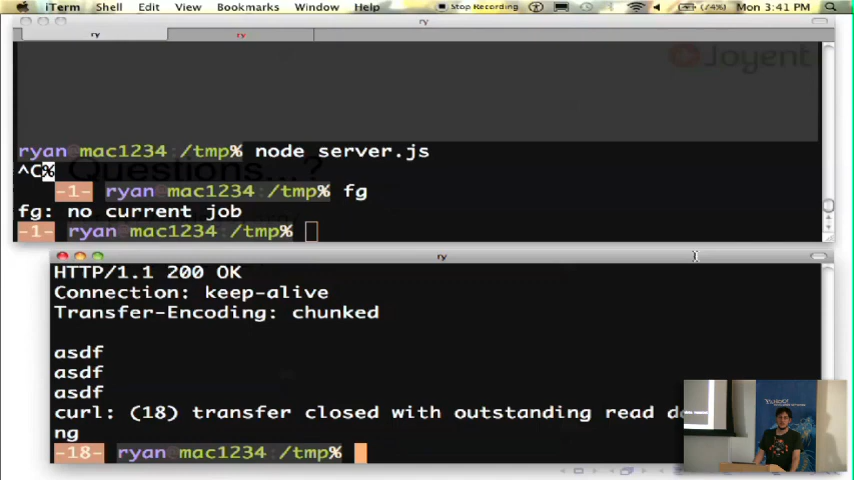 iTerm Shell Edit View Bookmarks Window Help Stop Recording (74%) Mon 3:41 PM
ry
ry ry
Joyent
ryan@mac1234:/tmp% node server.js
^C%
Questions...?
-1- ryan@mac1234:/tmp% fg
fg: no current job
-1- ryan@mac1234:/tmp%
ry
HTTP/1.1 200 OK
Connection: keep-alive
Transfer-Encoding: chunked
asdf
asdf
asdf
curl: (18) transfer closed with outstanding read da
ng
-18- ryan@mac1234:/tmp%
YAHOO!